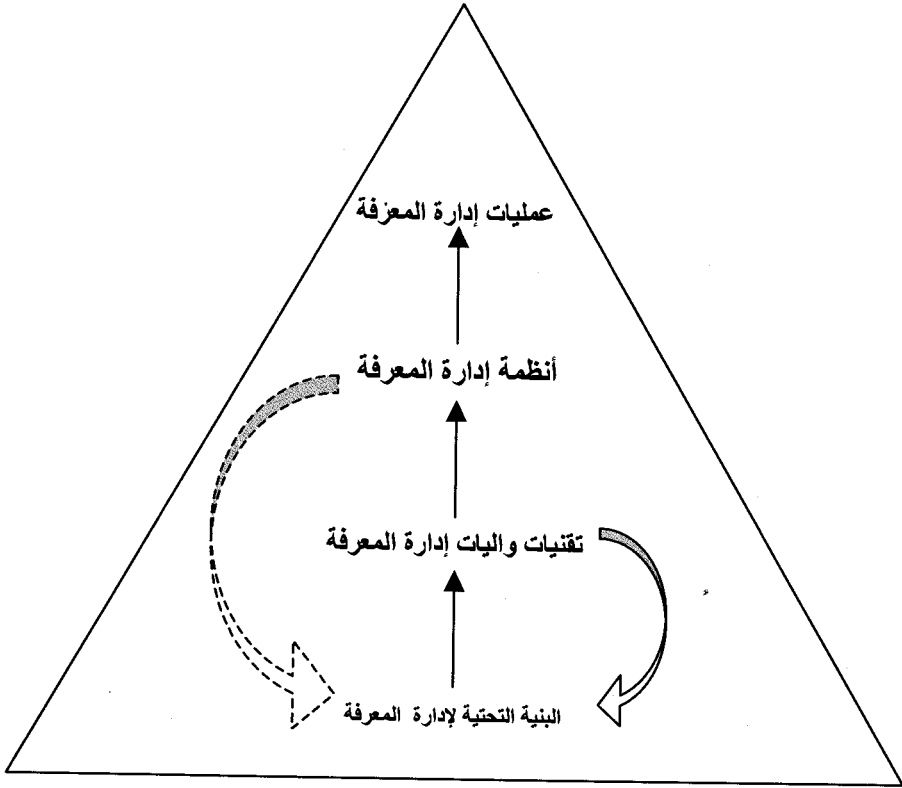 عمليات إدارة المعزفة
أنظمة إدارة المعرفة
تقنيات واليات إدارة المعرفة
البنية التحتية لإدارة المعرفة